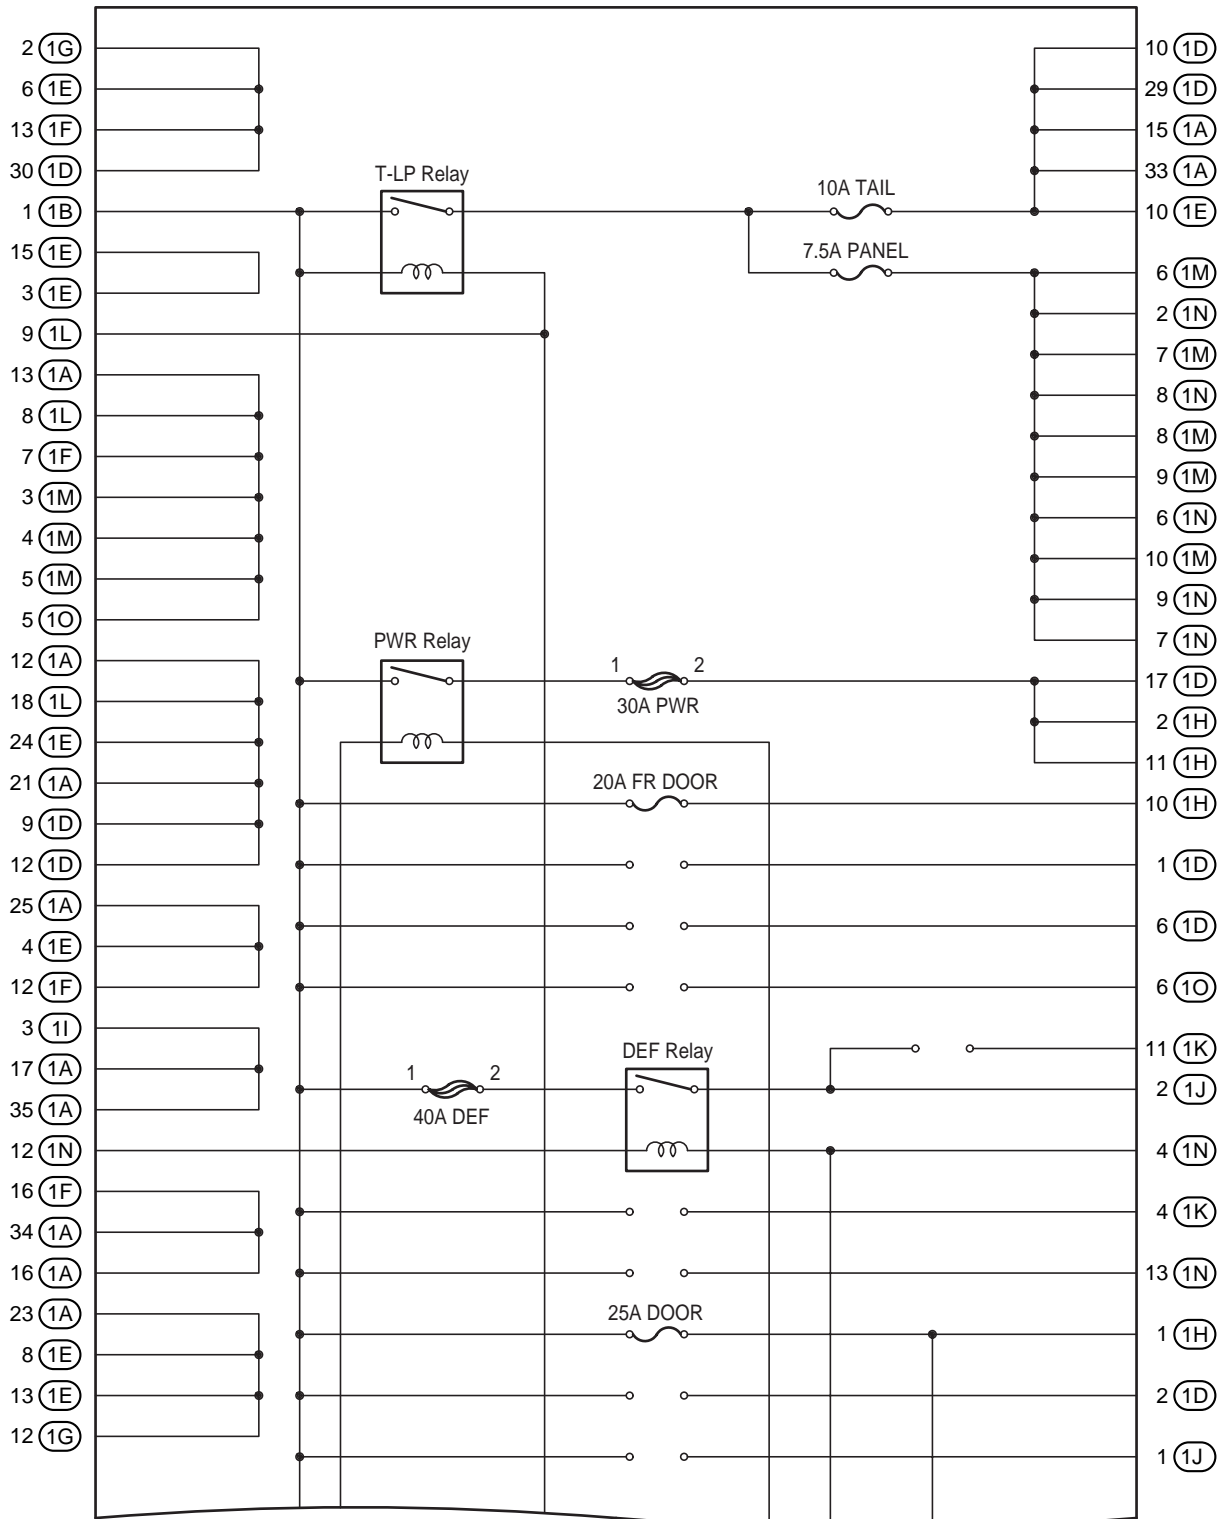 2 1G
6 1E
13 1F
30 1D
1 1B
15 1E
3 1E
9 1L
13 1A
8 1L
7 1F
3 1M
4 1M
5 1M
5 1O
12 1A
18 1L
24 1E
21 1A
9 1D
12 1D
25 1A
4 1E
12 1F
3 1I
17 1A
35 1A
12 1N
16 1F
34 1A
16 1A
23 1A
8 1E
13 1E
12 1G
T-LP Relay
10A TAIL
7.5A PANEL
PWR Relay
1 2
30A PWR
20A FR DOOR
DEF Relay
1 2
40A DEF
25A DOOR
10 1D
29 1D
15 1A
33 1A
10 1E
6 1M
2 1N
7 1M
8 1N
8 1M
9 1M
6 1N
10 1M
9 1N
7 1N
17 1D
2 1H
11 1H
10 1H
1 1D
6 1D
6 1O
11 1K
2 1J
4 1N
4 1K
13 1N
1 1H
2 1D
1 1J